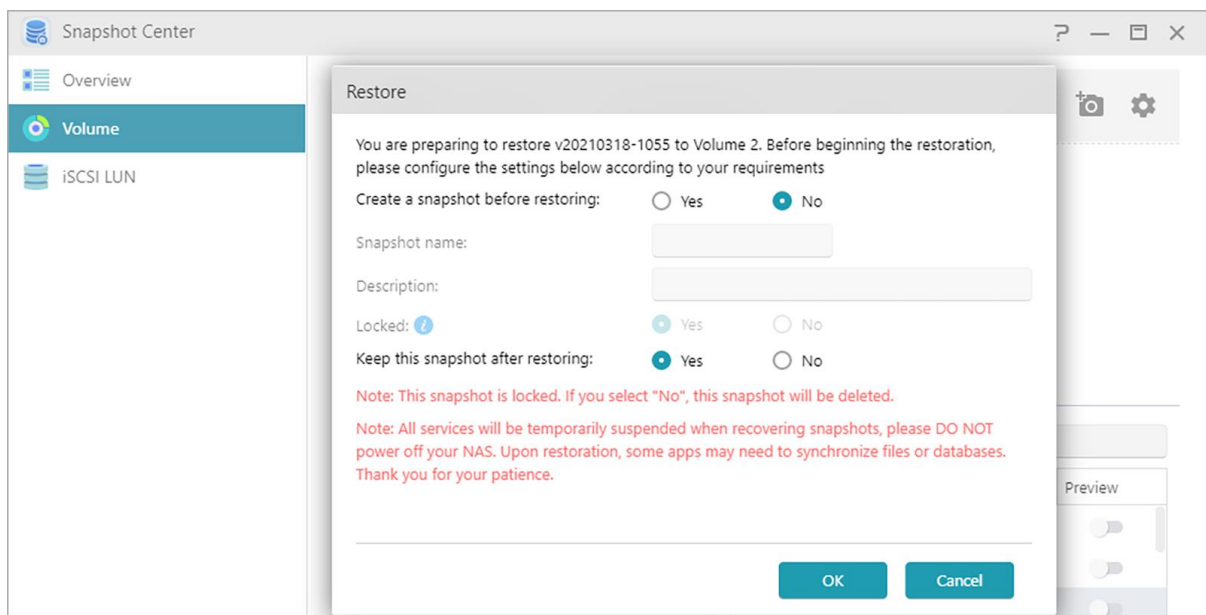 Snapshot Center
Overview
Volume
iSCSI LUN
Restore
You are preparing to restore v20210318-1055 to Volume 2. Before beginning the restoration,
please configure the settings below according to your requirements
Create a snapshot before restoring: Yes No
Snapshot name:
Description:
Locked: Yes No
Keep this snapshot after restoring: Yes No
Note: This snapshot is locked. If you select "No", this snapshot will be deleted.
Note: All services will be temporarily suspended when recovering snapshots, please DO NOT
power off your NAS. Upon restoration, some apps may need to synchronize files or databases.
Thank you for your patience.
Preview
OK Cancel